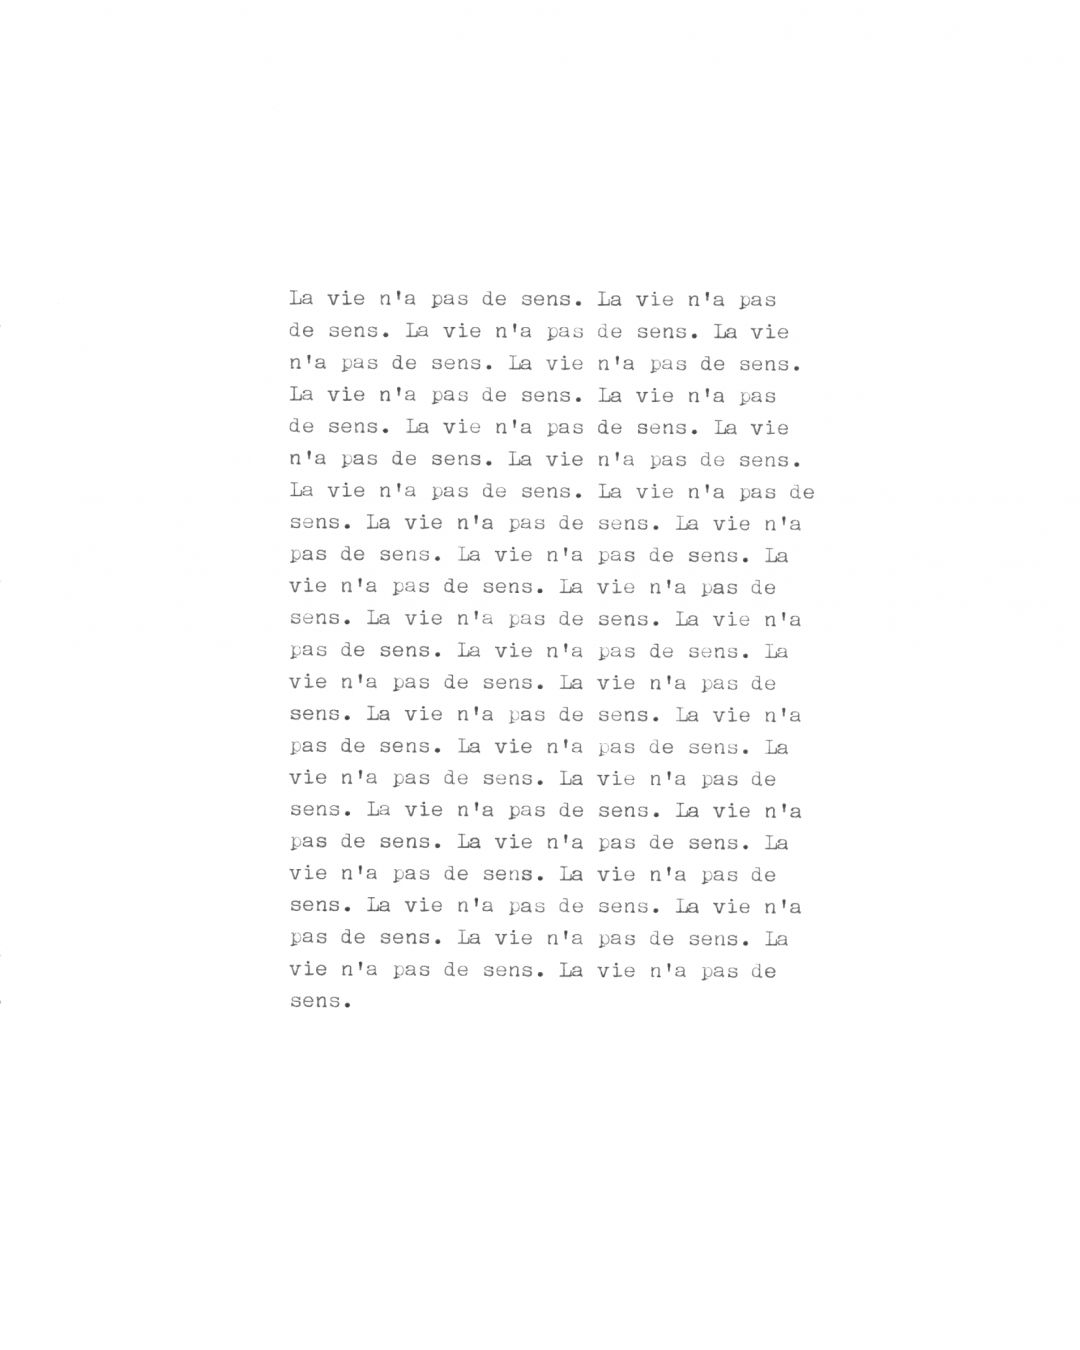 La vie n'a pas de sens. La vie n'a pas
de sens. La vie n'a pas de sens. La vie
n'a pas de sens. La vie n'a pas de sens.
La vie n'a pas de sens. La vie n'a pas
de sens. La vie n'a pas de sens. La vie
n'a pas de sens. La vie n'a pas de sens.
La vie n'a pas de sens. La vie n'a pas de
sens. La vie n'a pas de sens. La vie n'a
pas de sens. La vie n'a pas de sens. La
vie n'a pas de sens. La vie n'a pas de
sens. La vie n'a pas de sens. La vie n'a
pas de sens. La vie n'a pas de sens. La
vie n'a pas de sens. La vie n'a pas de
sens. La vie n'a pas de sens. La vie n'a
pas de sens. La vie n'a pas de sens. La
vie n'a pas de sens. La vie n'a pas de
sens. La vie n'a pas de sens. La vie n'a
pas de sens. La vie n'a pas de sens. La
vie n'a pas de sens. La vie n'a pas de
sens. La vie n'a pas de sens. La vie n'a
pas de sens. La vie n'a pas de sens. La
vie n'a pas de sens. La vie n'a pas de
sens.